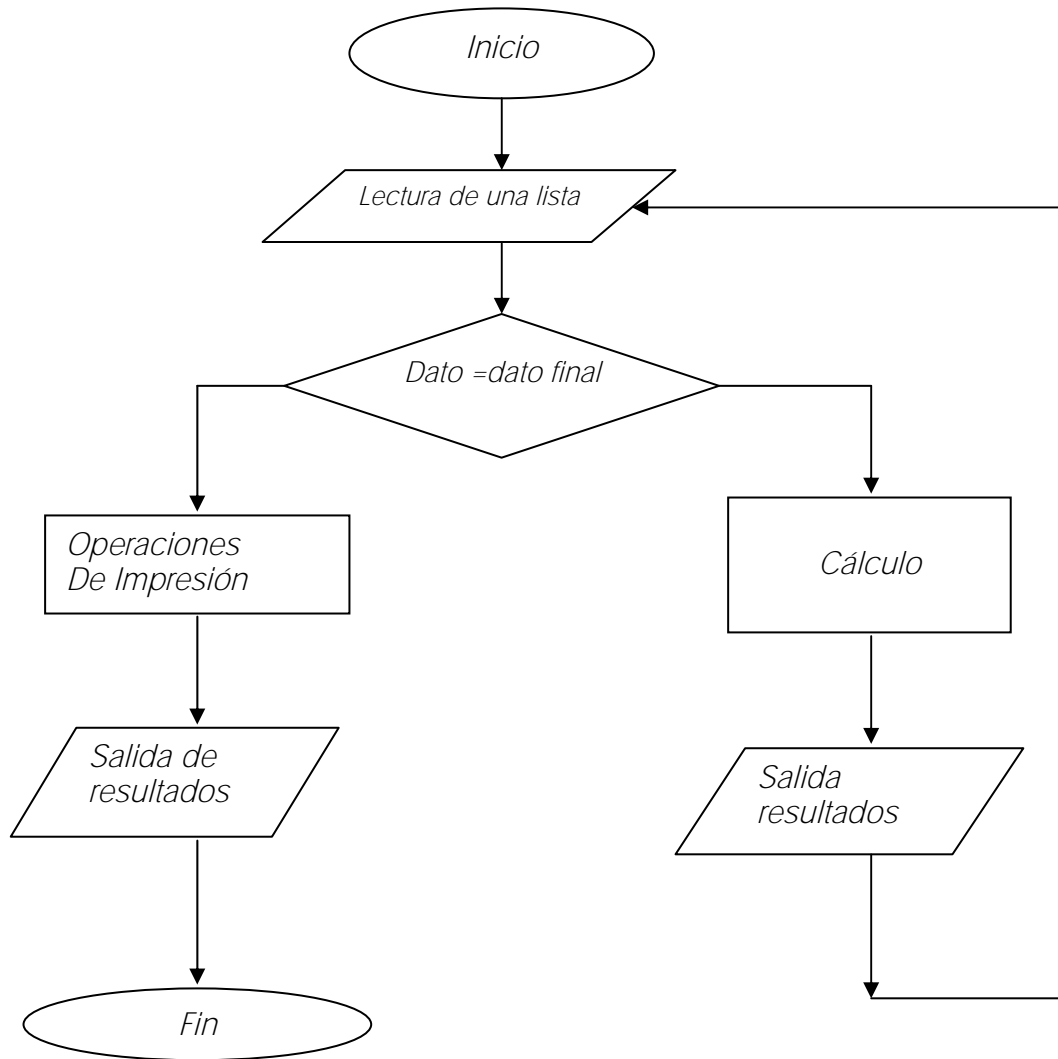 Inicio
Lectura de una lista
Dato =dato final
Operaciones
De Impresión
Cálculo
Salida de
resultados
Salida
resultados
Fin